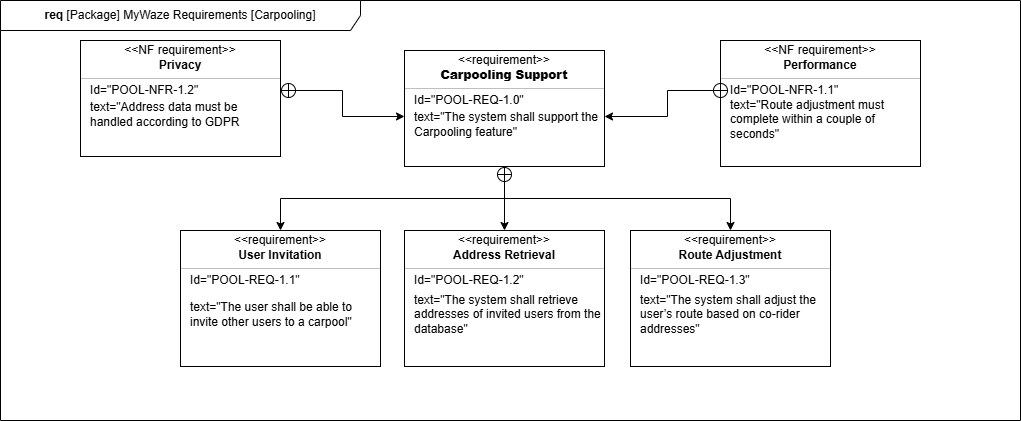 req [Package] MyWaze Requirements [Carpooling]
<<NF requirement>>
Privacy
Id="POOL-NFR-1.2"
text="Address data must be
handled according to GDPR
<<requirement>>
Carpooling Support
Id="POOL-REQ-1.0"
text="The system shall support the
Carpooling feature"
<<NF requirement>>
Performance
Id="POOL-NFR-1.1"
text="Route adjustment must
complete within a couple of
seconds"
<<requirement>>
User Invitation
Id="POOL-REQ-1.1"
text="The user shall be able to
invite other users to a carpool"
<<requirement>>
Address Retrieval
Id="POOL-REQ-1.2"
text="The system shall retrieve
addresses of invited users from the
database"
<<requirement>>
Route Adjustment
Id="POOL-REQ-1.3"
text="The system shall adjust the
user’s route based on co-rider
addresses"